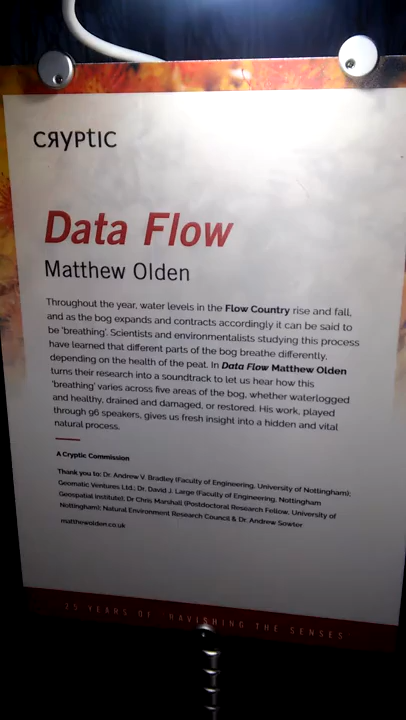 CRYPTIC
Data Flow
Matthew Olden
Throughout the year, water levels in the Flow Country rise and fall,
and as the bog expands and contracts accordingly it can be said to
be 'breathing'. Scientists and environmentalists studying this process
have learned that different parts of the bog breathe differently,
depending on the health of the peat. In Data Flow Matthew Olden
turns their research into a soundtrack to let us hear how this
'breathing' varies across five areas of the bog, whether waterlogged
and healthy, drained and damaged, or restored. His work, played
through 96 speakers, gives us fresh insight into a hidden and vital
natural process.
A Cryptic Commission
Thank you to: Dr. Andrew V. Bradley (Faculty of Engineering, University of Nottingham);
Geomatic Ventures Ltd.; Dr. David J. Large (Faculty of Engineering, Nottingham
Geospatial Institute), Dr Chris Marshall (Postdoctoral Research Fellow, University of
Nottingham); Natural Environment Research Council & Dr. Andrew Sowter
matthewolden.co.uk
25 YEARS OF RAVISHING THE SENSES